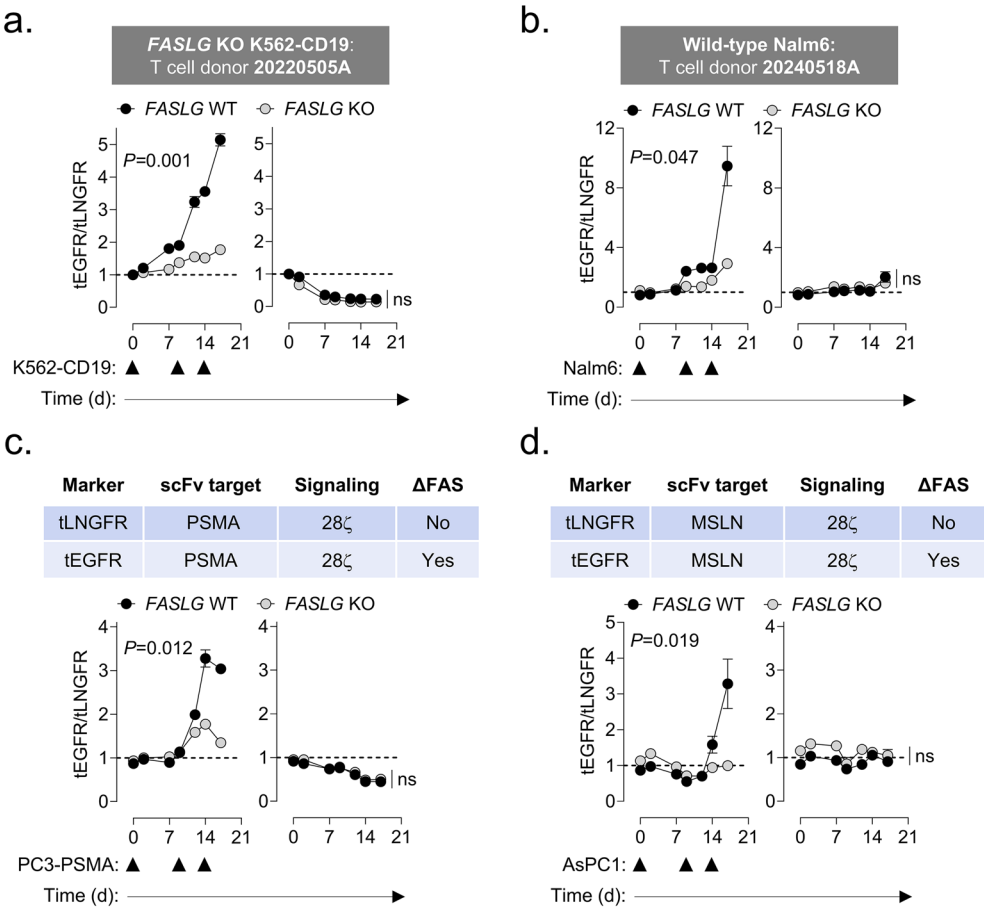 a.
FASLG KO K562-CD19:
T cell donor 20220505A
FASLG WT FASLG KO
tEGFR/tLNGFR
P=0.001
5
4
3
2
1
0
5
4
3
2
1
0
ns
0 7 14 21
0 7 14 21
K562-CD19:
Time (d):
b.
Wild-type Nalm6:
T cell donor 20240518A
FASLG WT FASLG KO
tEGFR/tLNGFR
P=0.047
12
8
4
0
12
8
4
0
ns
0 7 14 21
0 7 14 21
Nalm6:
Time (d):
c.
Marker scFv target Signaling ΔFAS
tLNGFR PSMA 28ζ No
tEGFR PSMA 28ζ Yes
FASLG WT FASLG KO
tEGFR/tLNGFR
P=0.012
4
3
2
1
0
4
3
2
1
0
ns
0 7 14 21
0 7 14 21
PC3-PSMA:
Time (d):
d.
Marker scFv target Signaling ΔFAS
tLNGFR MSLN 28ζ No
tEGFR MSLN 28ζ Yes
FASLG WT FASLG KO
tEGFR/tLNGFR
P=0.019
5
4
3
2
1
0
4
3
2
1
0
ns
0 7 14 21
0 7 14 21
AsPC1:
Time (d):